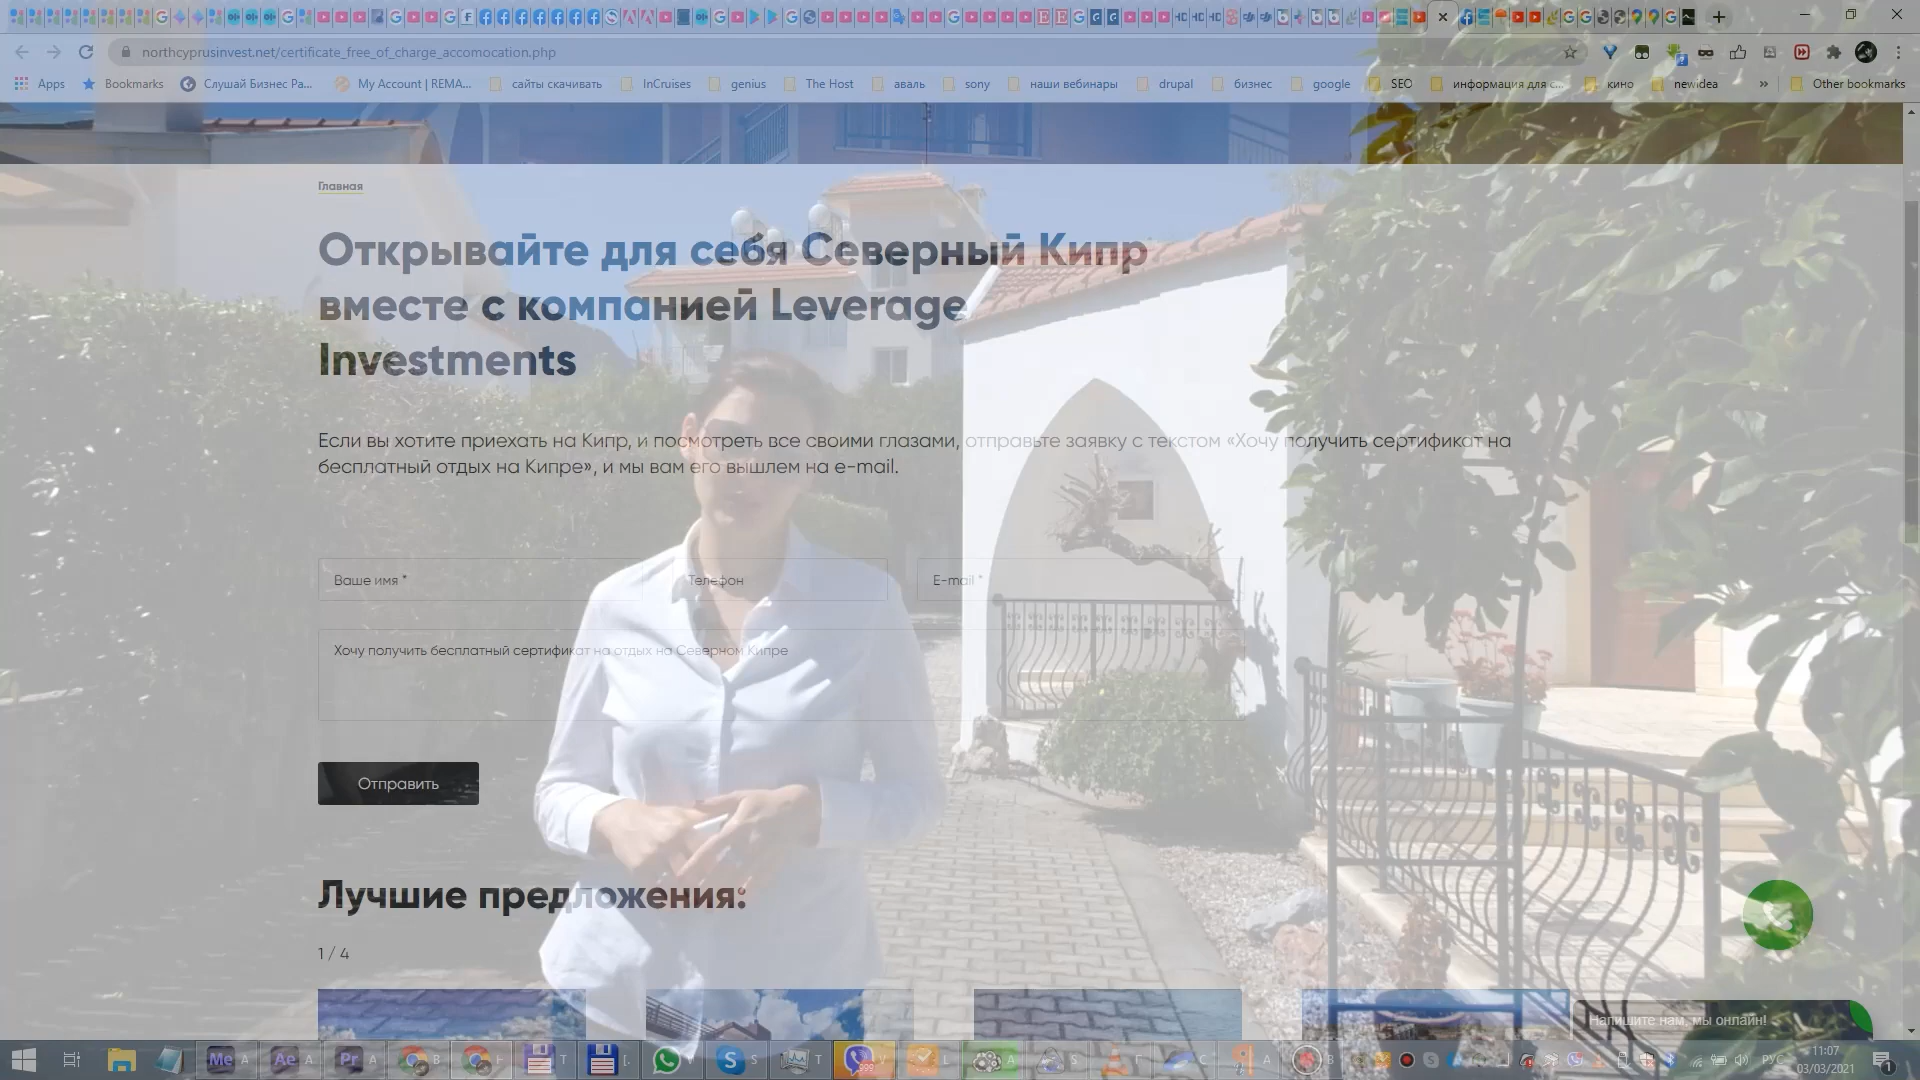 northcyprusinvest.net/certificate_free_of_charge_accomocation.php
Apps Bookmarks Слушай Бизнес Ра... My Account | REMA... сайты скачивать InCruises genius The Host аваль sony наши вебинары drupal бизнес google SEO информация для с... кино newidea » Other bookmarks
Главная
Открывайте для себя Северный Кипр
вместе с компанией Leverage
Investments
Если вы хотите приехать на Кипр, и посмотреть все своими глазами, отправьте заявку с текстом «Хочу получить сертификат на
бесплатный отдых на Кипре», и мы вам его вышлем на e-mail.
Ваше имя * Телефон E-mail *
Хочу получить бесплатный сертификат на отдых на Северном Кипре
Отправить
Лучшие предложения:
1 / 4
Напишите нам, мы онлайн!
Me A Ae A Pr A B T S T L A S Г С A B РУС 11:07
03/03/2021 1